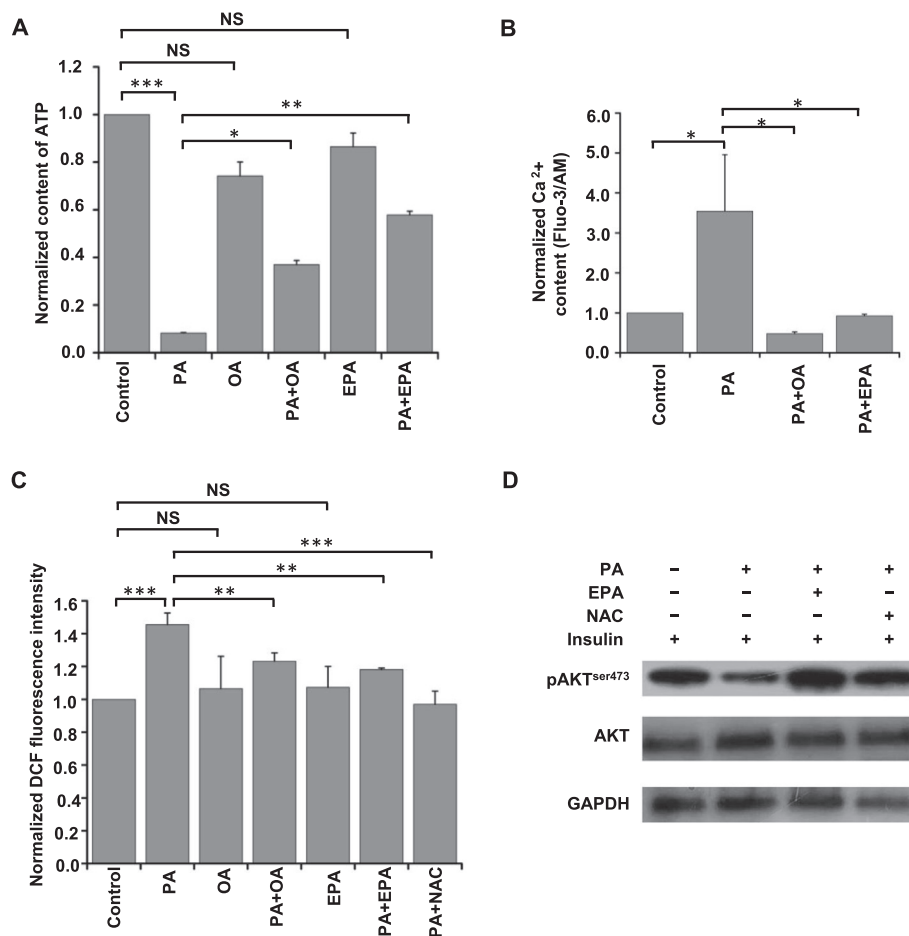 A
NS
NS
***
**
*
Normalized content of ATP
1.2
1.0
0.8
0.6
0.4
0.2
0.0
Control
PA
OA
PA+OA
EPA
PA+EPA
B
*
*
*
Normalized Ca2+
content (Fluo-3/AM)
6.0
5.0
4.0
3.0
2.0
1.0
0.0
Control
PA
PA+OA
PA+EPA
C
NS
NS
***
**
***
**
Normalized DCF fluorescence intensity
1.6
1.4
1.2
1.0
0.8
0.6
0.4
0.2
0.0
Control
PA
OA
PA+OA
EPA
PA+EPA
PA+NAC
D
PA − + + +
EPA − − + −
NAC − − − +
Insulin + + + +
pAKTser473
AKT
GAPDH